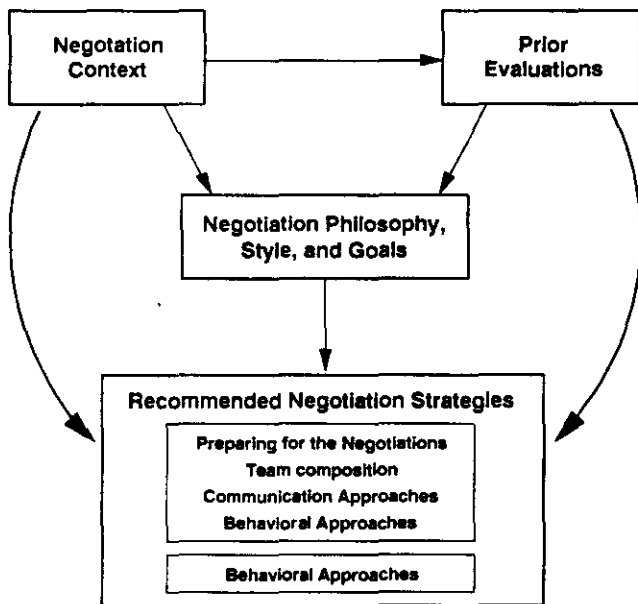 Negotation
Context
Prior
Evaluations
Negotiation Philosophy,
Style, and Goals
Recommended Negotiation Strategies
Preparing for the Negotiations
Team composition
Communication Approaches
Behavioral Approaches
Behavioral Approaches